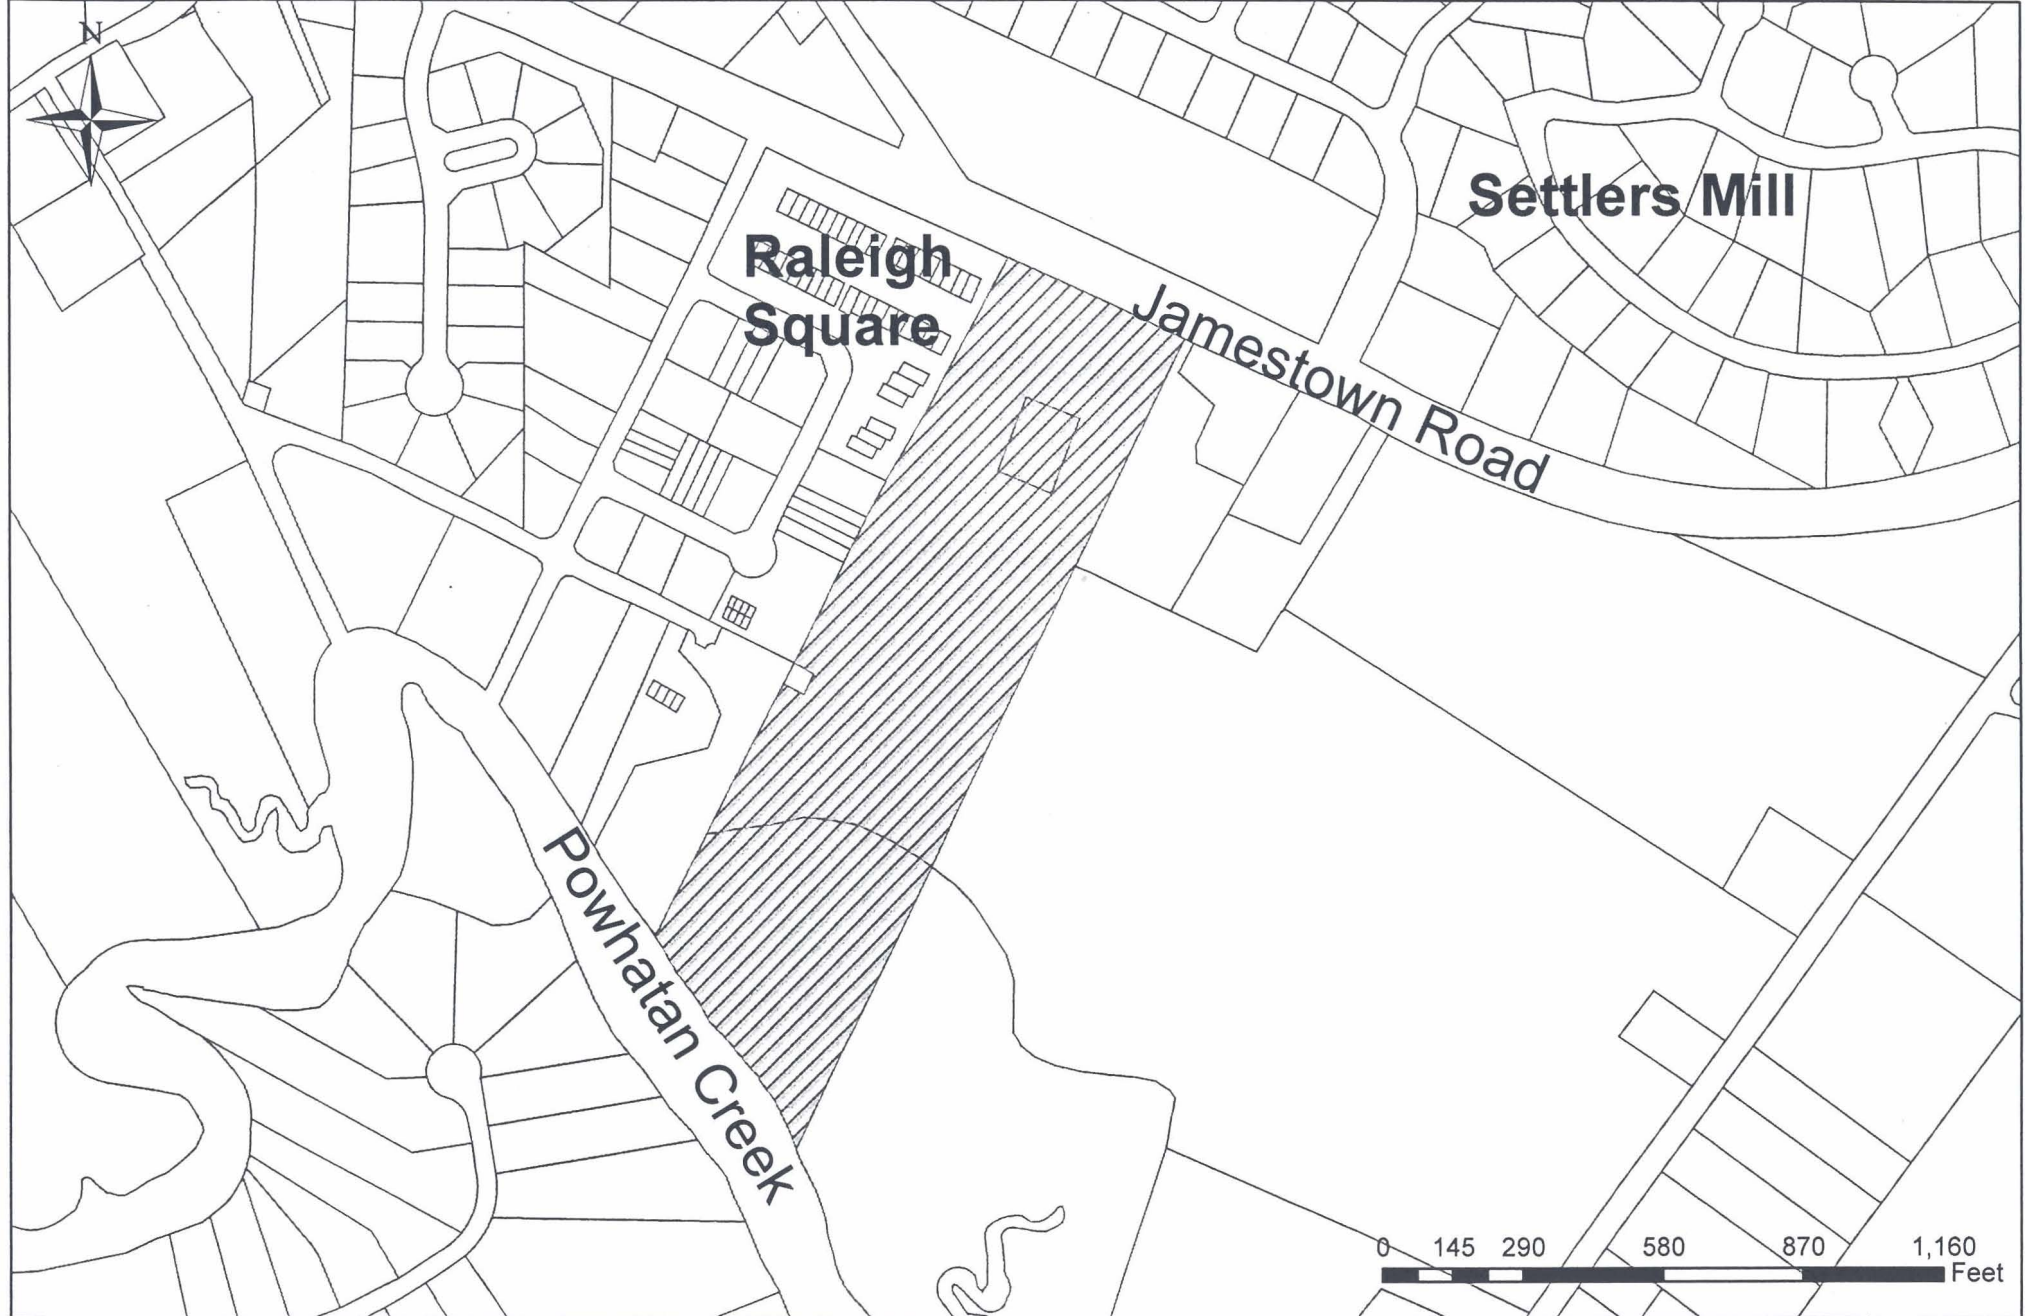 N
Settlers Mill
Raleigh
Square
Jamestown Road
Powhatan Creek
0 145 290 580 870 1,160
Feet